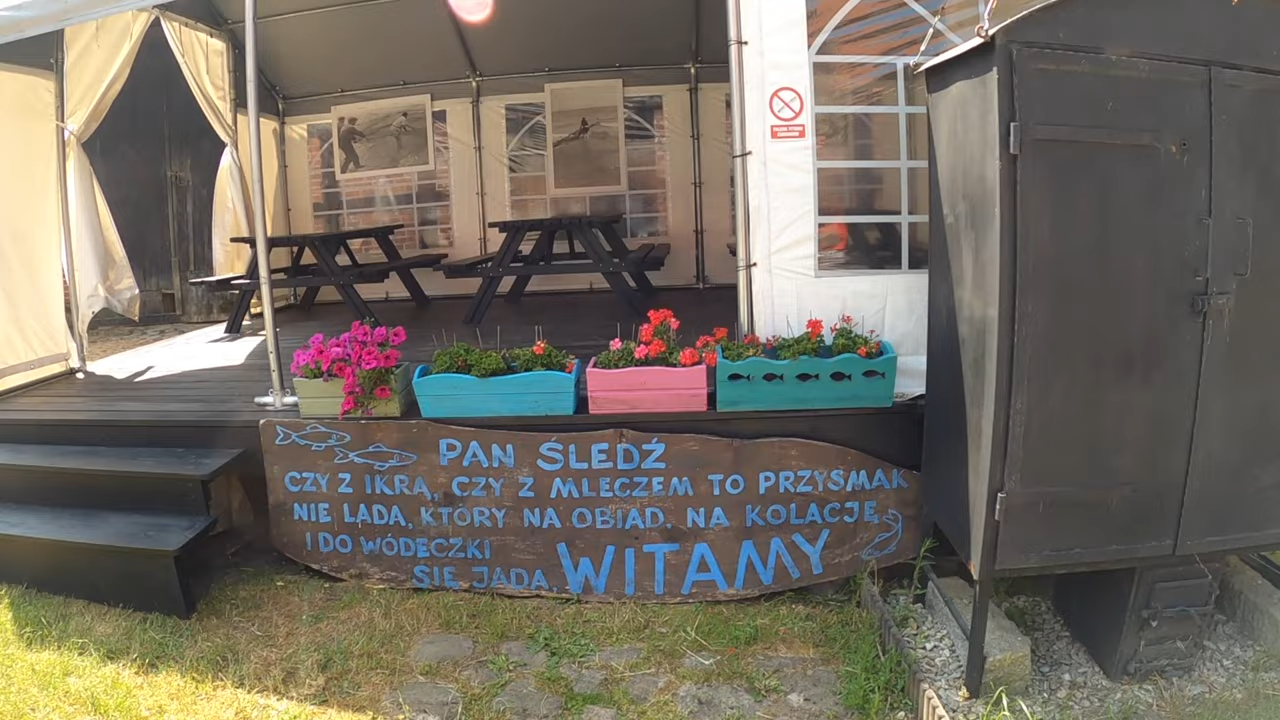 PAN ŚLEDŹ
CZY Z IKRĄ, CZY Z MLECZEM TO PRZYSMAK
NIE LADA, KTÓRY NA OBIAD, NA KOLACJĘ
I DO WÓDECZKI
SIĘ JADA. WITAMY